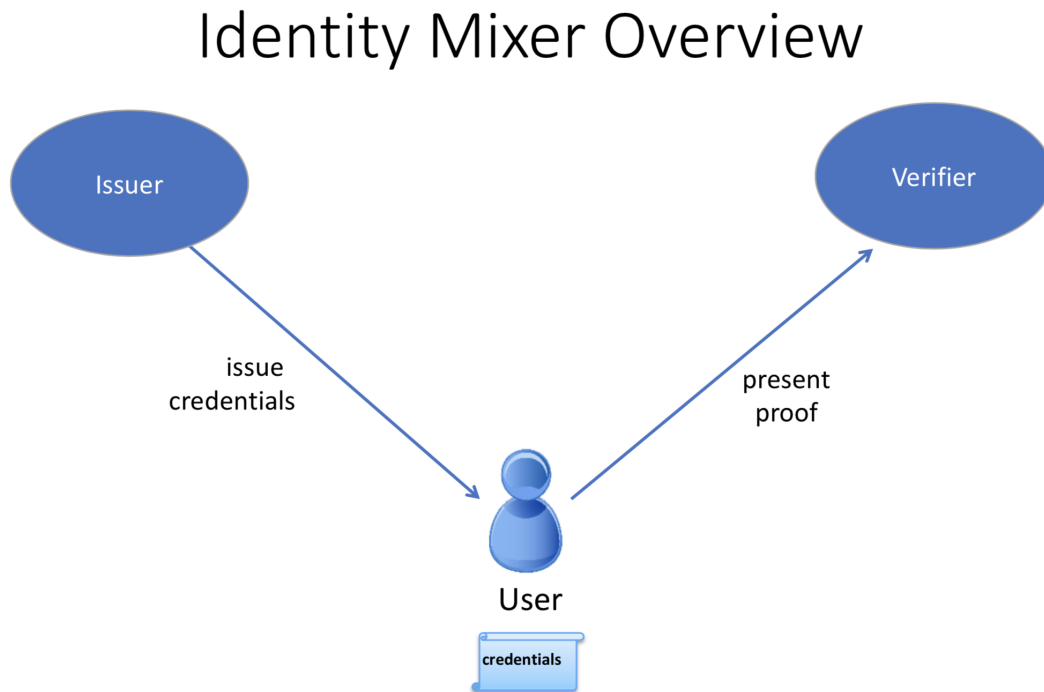 Identity Mixer Overview
Issuer
Verifier
issue
credentials
present
proof
User
credentials